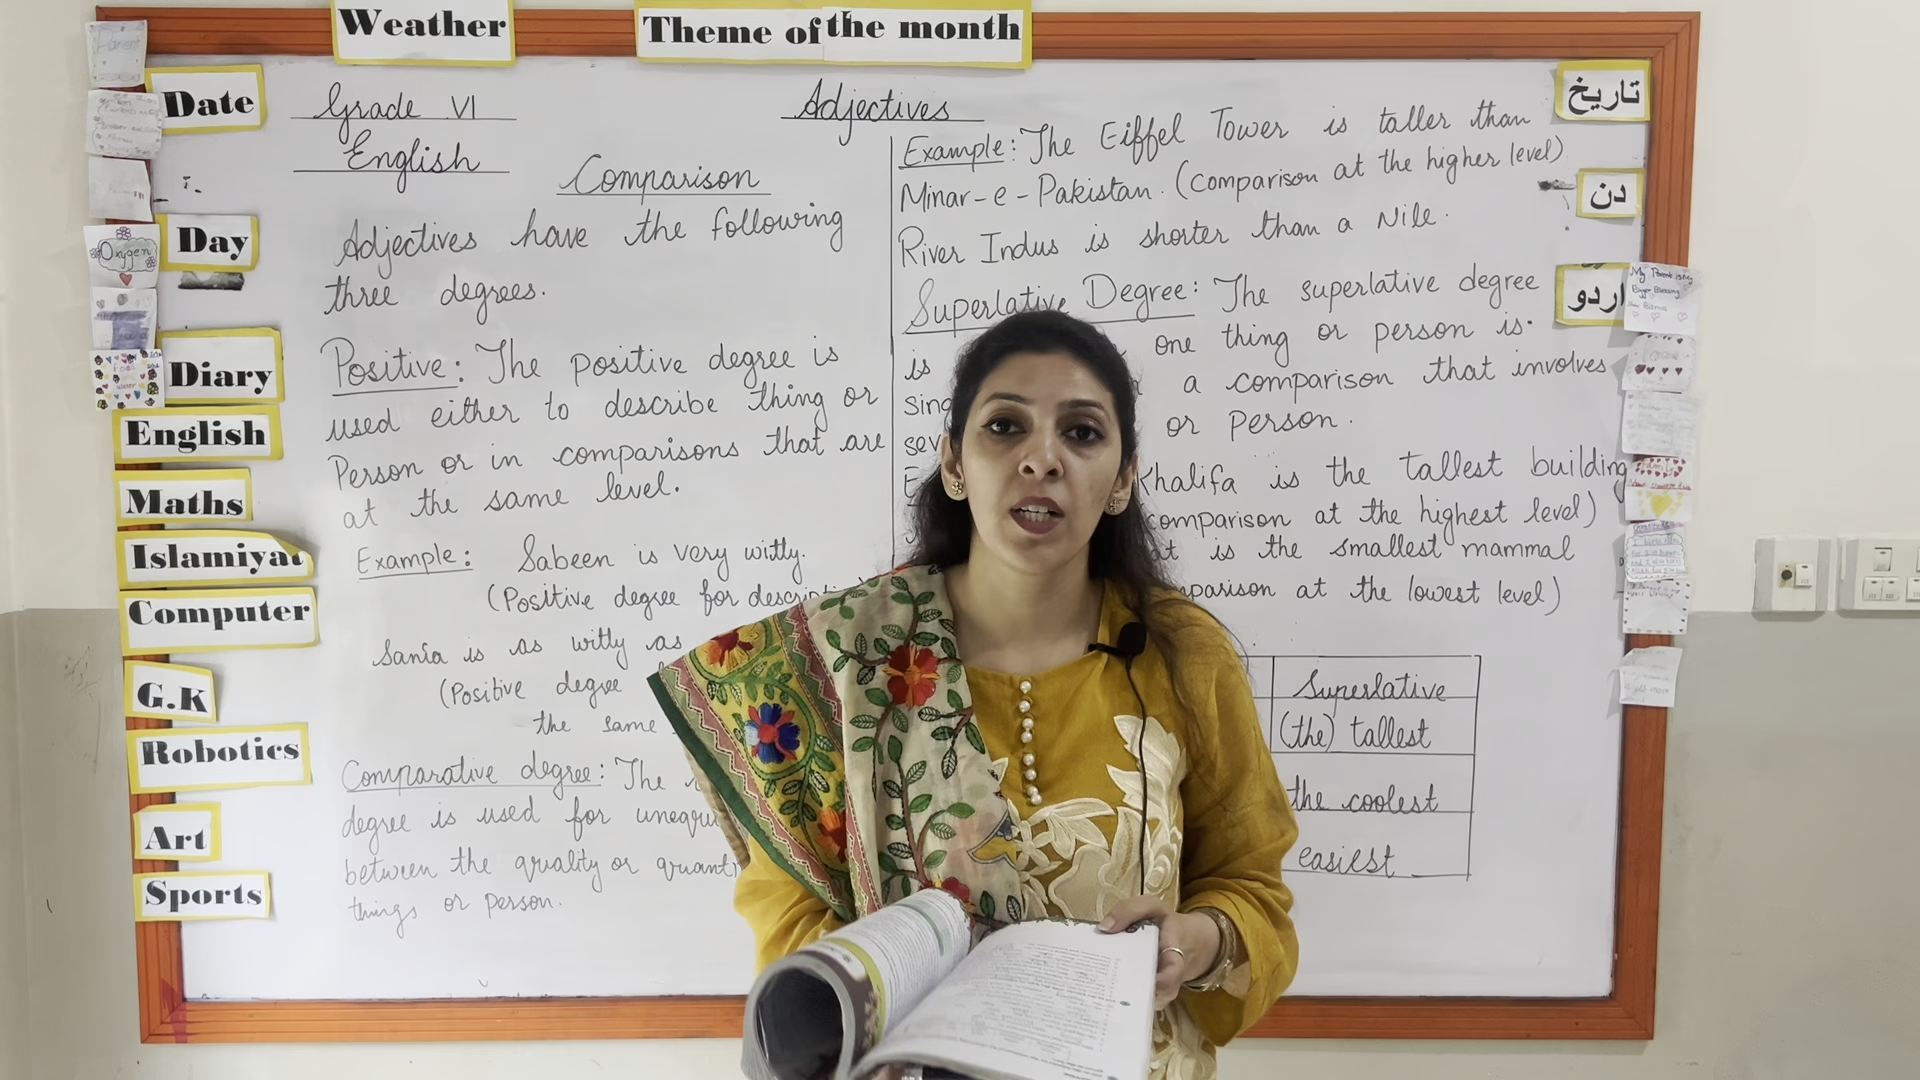 Weather
Theme of the month
Date
Day
Diary
English
Maths
Islamiyat
Computer
G.K
Robotics
Art
Sports
Oxygen
Grade VI
English
Adjectives
Comparison
Adjectives have the following
three degrees.
Positive: The positive degree is
used either to describe thing or
Person or in comparisons that are
at the same level.
Example: Sabeen is very witty.
(Positive degree for
Sania is as witty as
(Positive degree
the same
Comparative degree: The
degree is used for
between the quality or
things or person.
Example: The Eiffel Tower is taller than
Minar-e-Pakistan. (comparison at the higher level)
River Indus is shorter than a Nile.
Superlative Degree: The superlative degree
is one thing or person is
a comparison that involves
or person.
Khalifa is the tallest building
comparison at the highest level)
is the smallest mammal
at the lowest level)
Superlative
(the) tallest
the coolest
easiest
تاریخ
دن
اردو